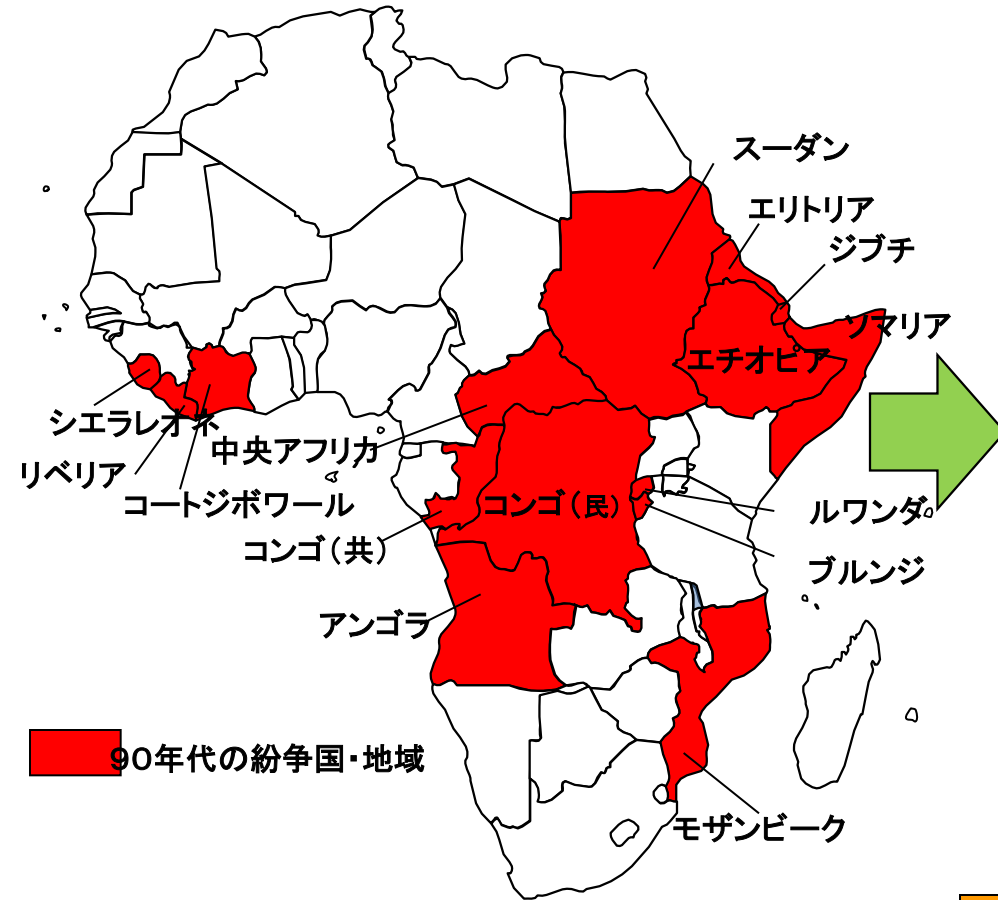 スーダン
エリトリア
ジブチ
ソマリア
エチオピア
シエラレオネ
中央アフリカ
リベリア
コートジボワール
コンゴ（民）
ルワンダ
コンゴ（共）
ブルンジ
アンゴラ
90年代の紛争国・地域
モザンビーク